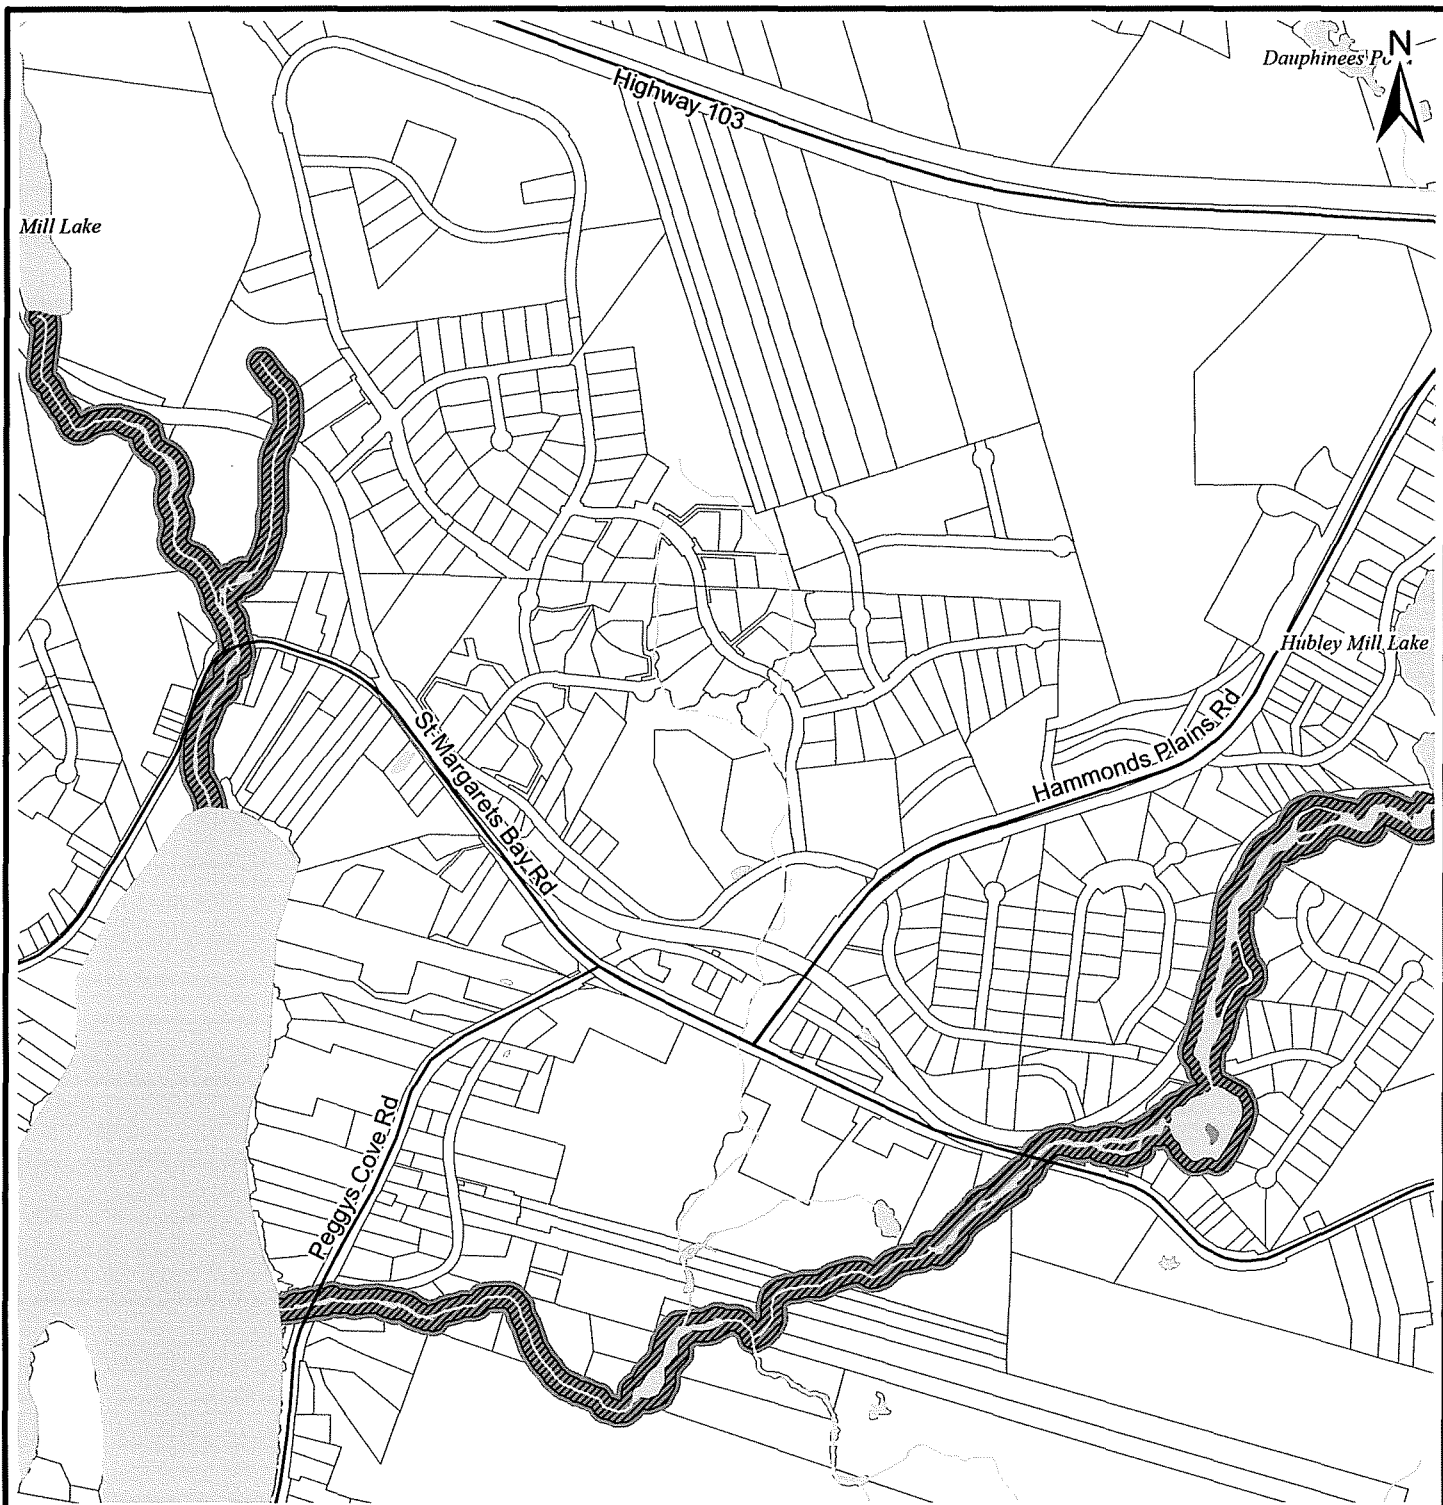 Dauphinees
N
Highway 103
Mill Lake
Hubley Mill Lake
Hammonds Plains Rd
St Margarets Bay Rd
Peggys Cove Rd